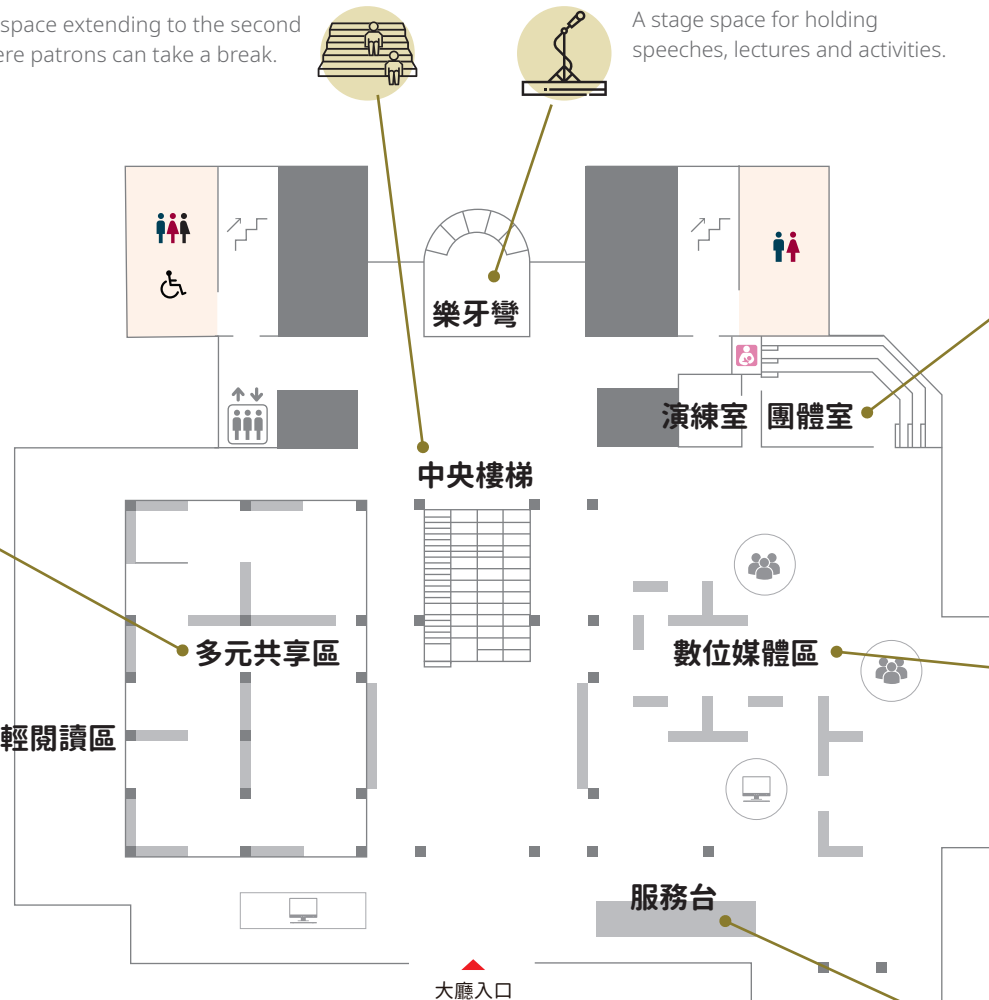 space extending to the second
ere patrons can take a break.
A stage space for holding
speeches, lectures and activities.
樂牙彎
演練室 團體室
中央樓梯
多元共享區
數位媒體區
輕閱讀區
服務台
大廳入口